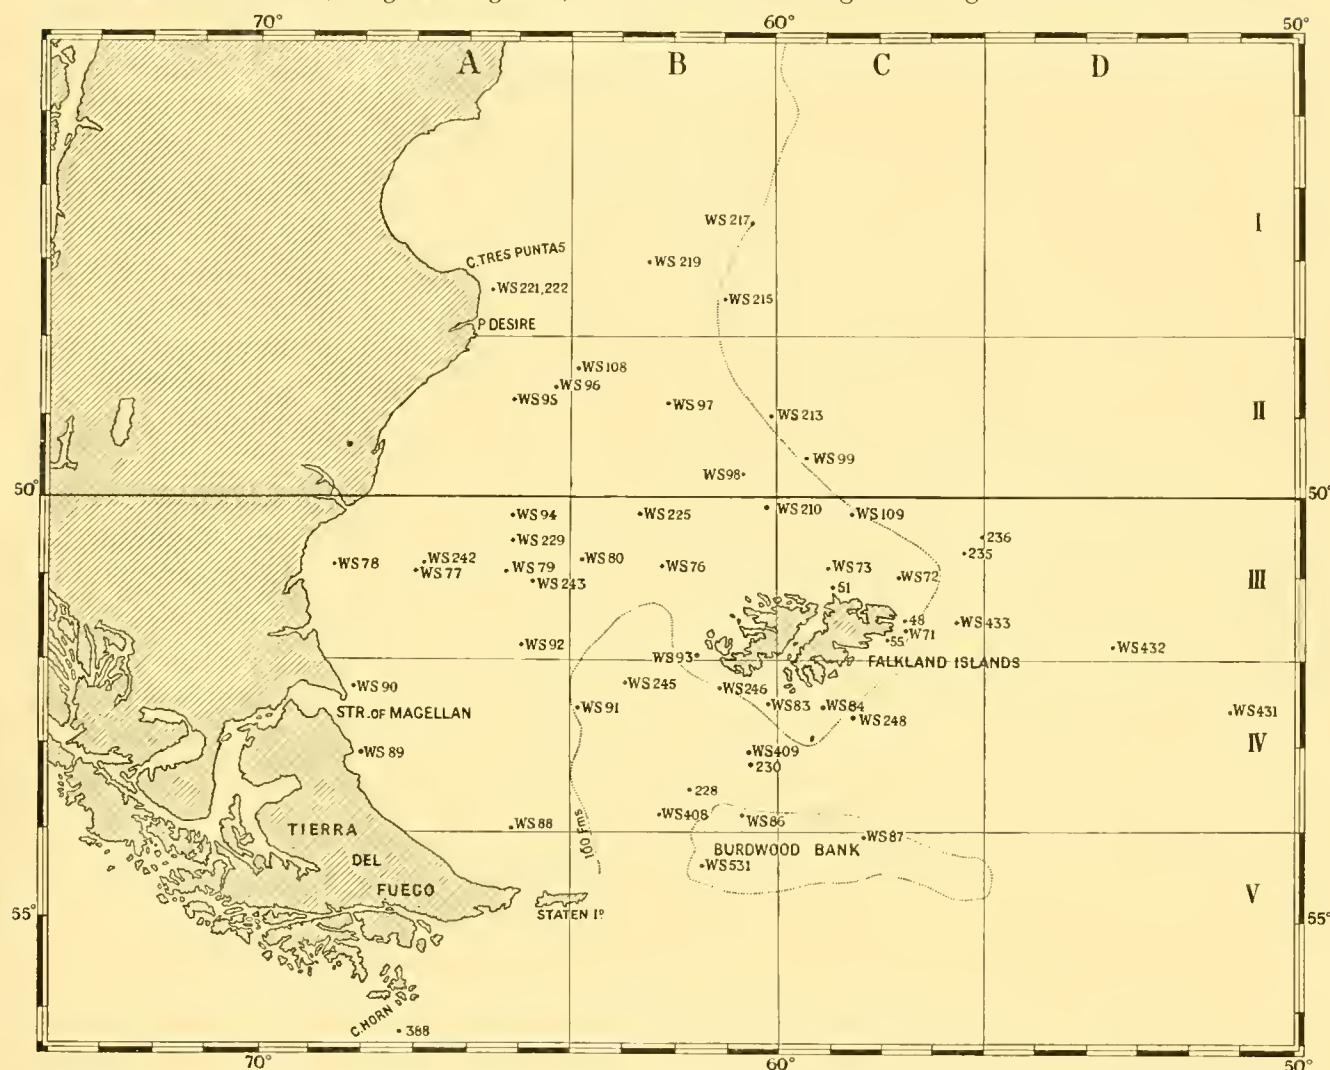 70°
60°
50°
A
B
C
D
WS 217
I
C. TRES PUNTAS
WS 219
WS 221, 222
WS 215
P. DESIRE
WS 108
WS 96
WS 95
WS 97
WS 213
II
WS 99
WS 98
50°
50°
WS 94
WS 225
WS 210
WS 109
WS 229
236
235
WS 78
WS 242
WS 77
WS 79
WS 80
WS 76
WS 73
WS 72
WS 243
51
III
48
W 71
WS 433
55
WS 92
WS 93
WS 432
FALKLAND ISLANDS
WS 90
WS 245
WS 246
WS 91
WS 83
WS 84
STR. OF MAGELLAN
WS 248
WS 431
IV
WS 89
WS 409
230
228
WS 408
WS 86
WS 88
100 Fms
TIERRA
DEL
FUEGO
WS 87
BURDWOOD BANK
WS 531
V
STATEN Iº
55°
55°
C. HORN
388
70°
60°
50°